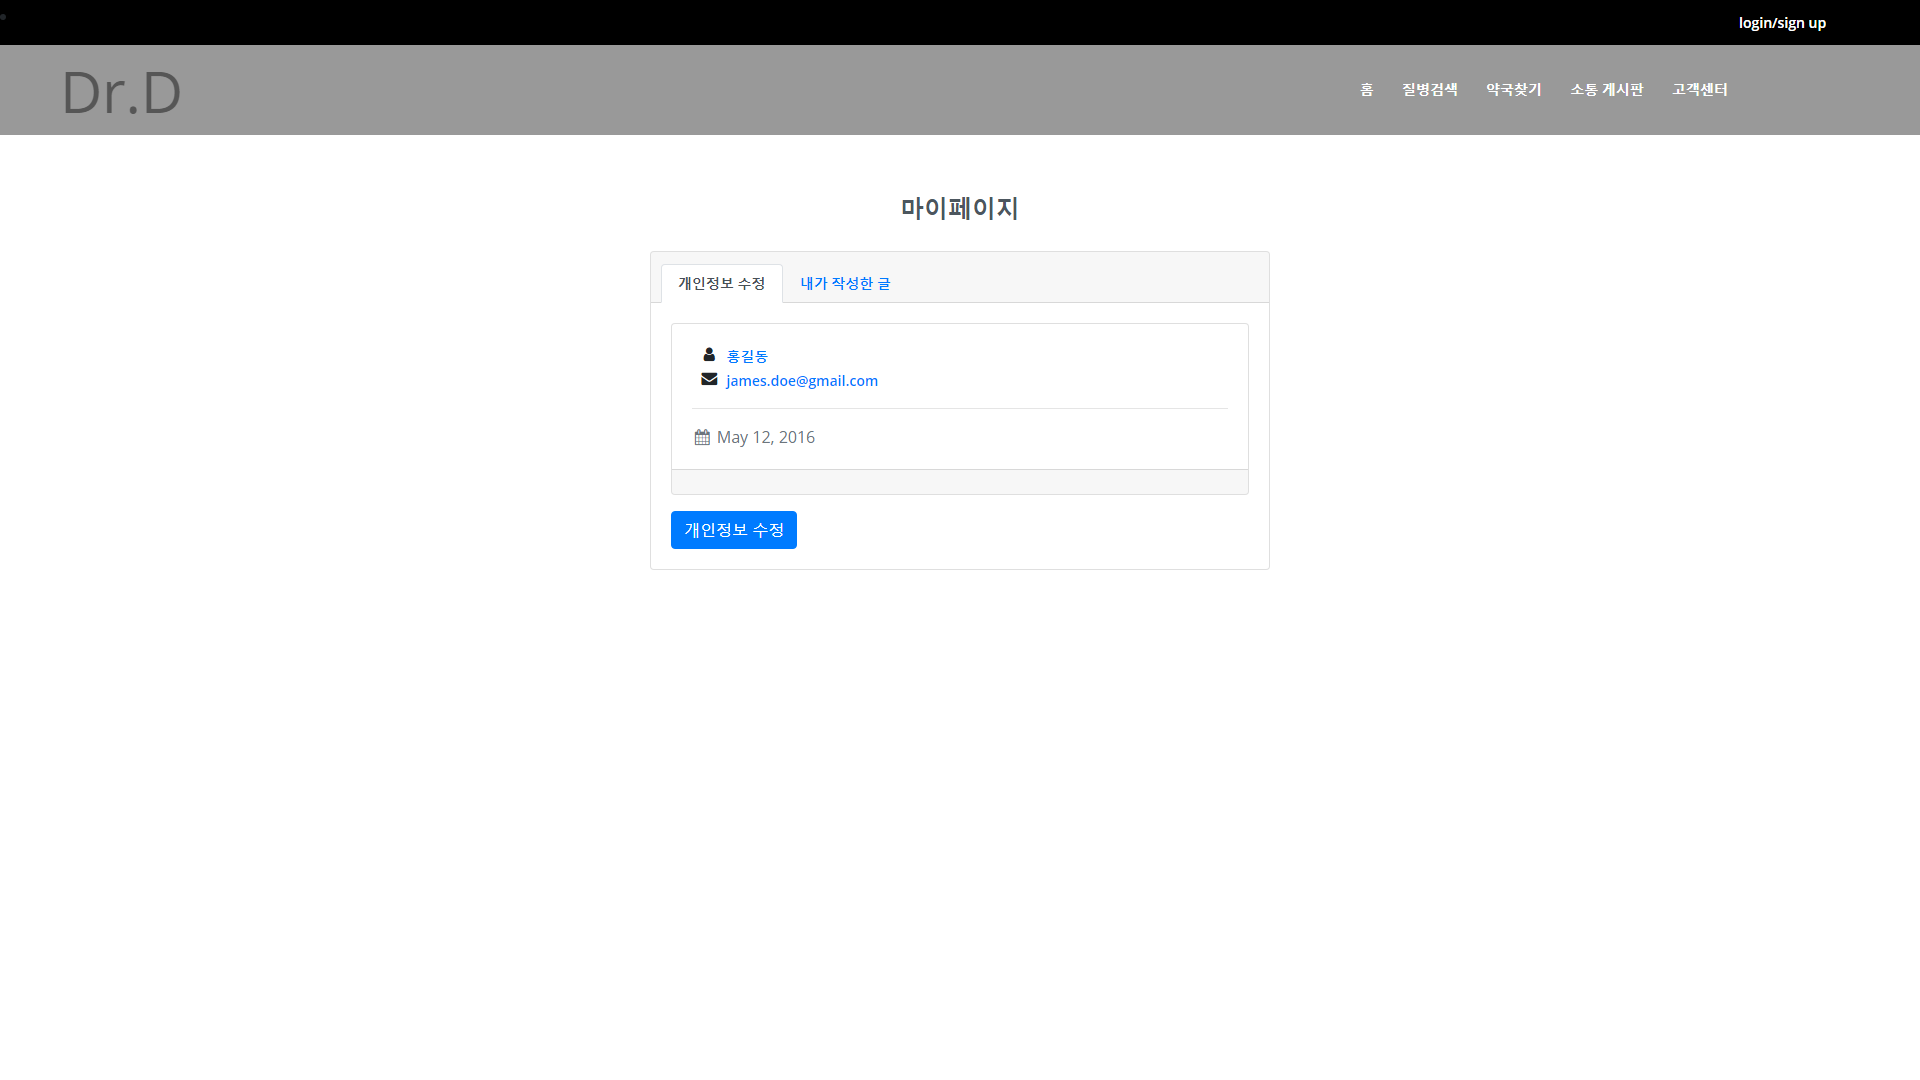 login/sign up
Dr.D
홈 질병검색 약국찾기 소통 게시판 고객센터
마이페이지
개인정보 수정 내가 작성한 글
홍길동
james.doe@gmail.com
May 12, 2016
개인정보 수정